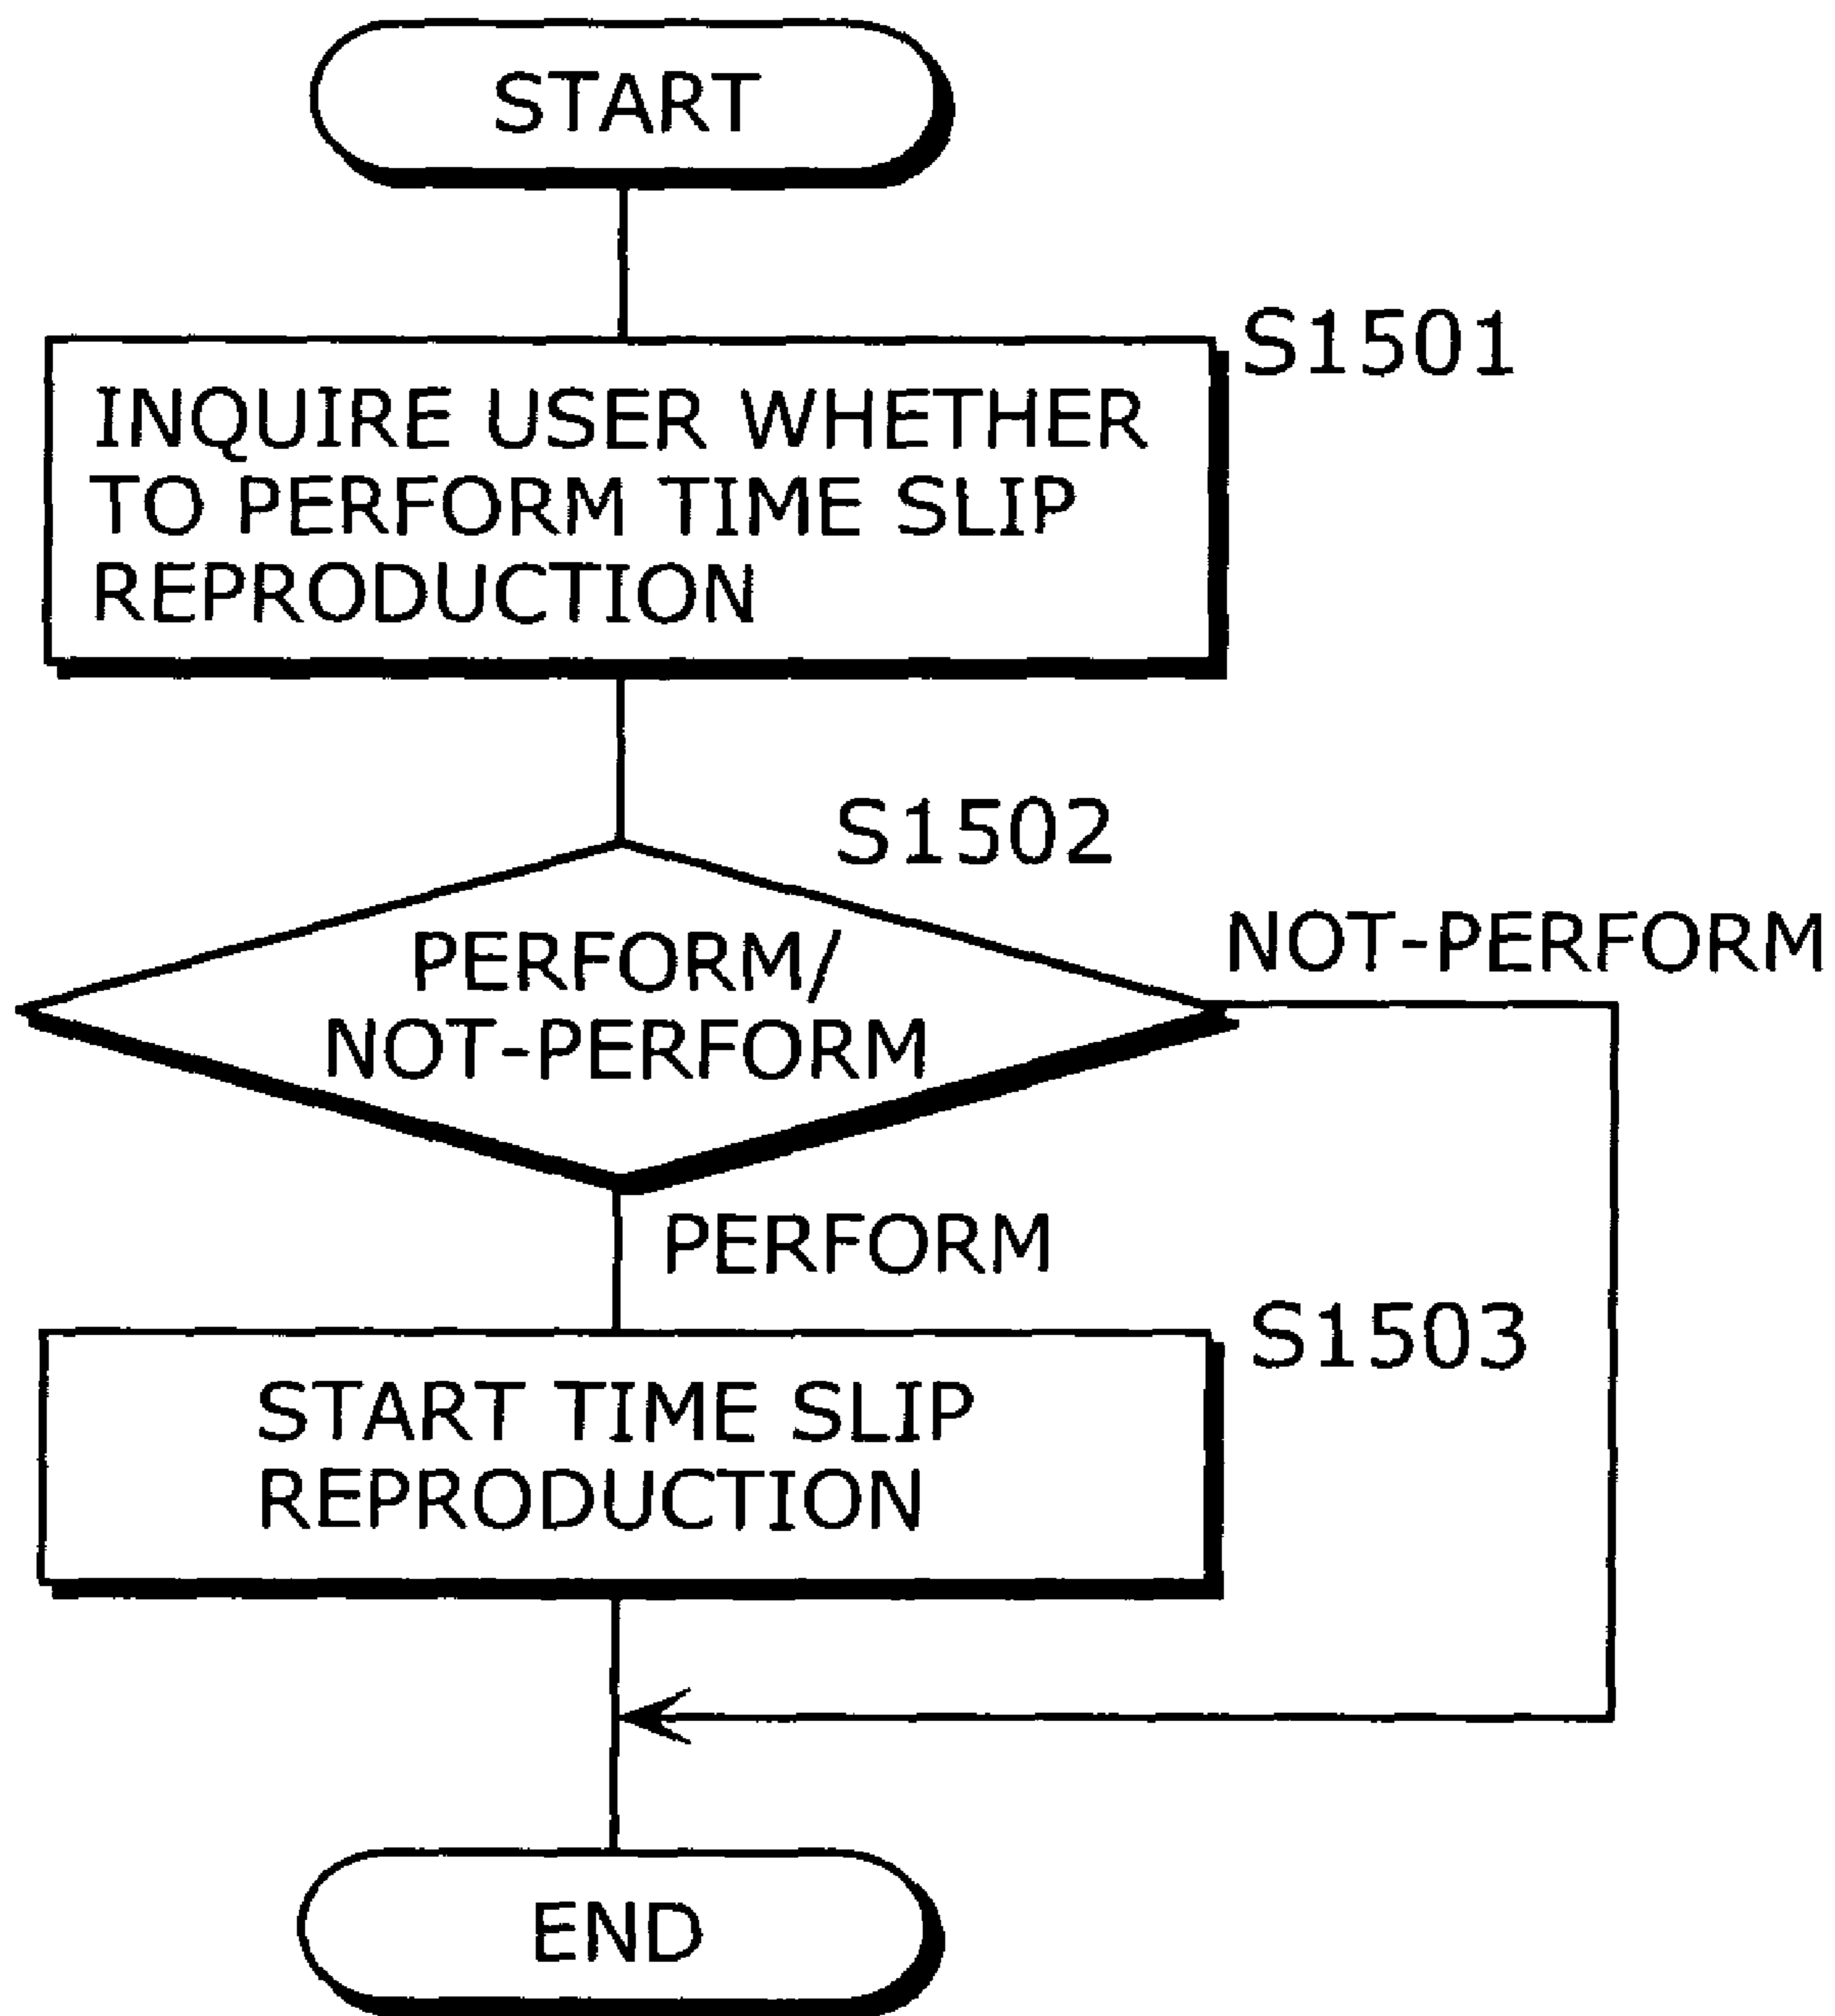 START
S1501
INQUIRE USER WHETHER
TO PERFORM TIME SLIP
REPRODUCTION
S1502
PERFORM/
NOT-PERFORM
NOT-PERFORM
PERFORM
S1503
START TIME SLIP
REPRODUCTION
END